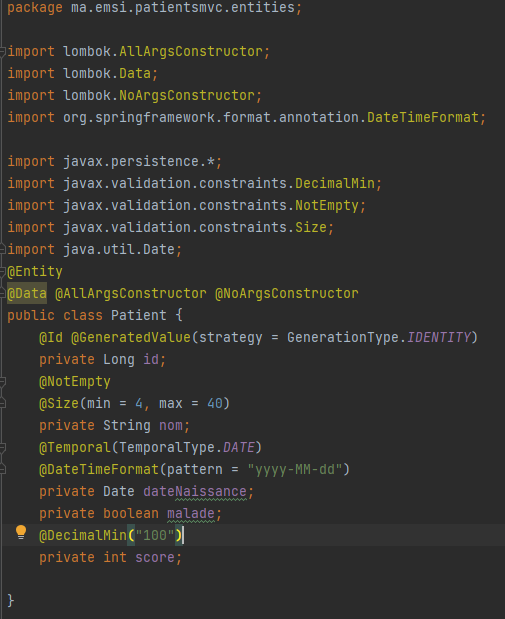 package ma.emsi.patientsmvc.entities;
import lombok.AllArgsConstructor;
import lombok.Data;
import lombok.NoArgsConstructor;
import org.springframework.format.annotation.DateTimeFormat;
import javax.persistence.*;
import javax.validation.constraints.DecimalMin;
import javax.validation.constraints.NotEmpty;
import javax.validation.constraints.Size;
import java.util.Date;
@Entity
@Data @AllArgsConstructor @NoArgsConstructor
public class Patient {
@Id @GeneratedValue(strategy = GenerationType.IDENTITY)
private Long id;
@NotEmpty
@Size(min = 4, max = 40)
private String nom;
@Temporal(TemporalType.DATE)
@DateTimeFormat(pattern = "yyyy-MM-dd")
private Date dateNaissance;
private boolean malade;
@DecimalMin("100")
private int score;
}